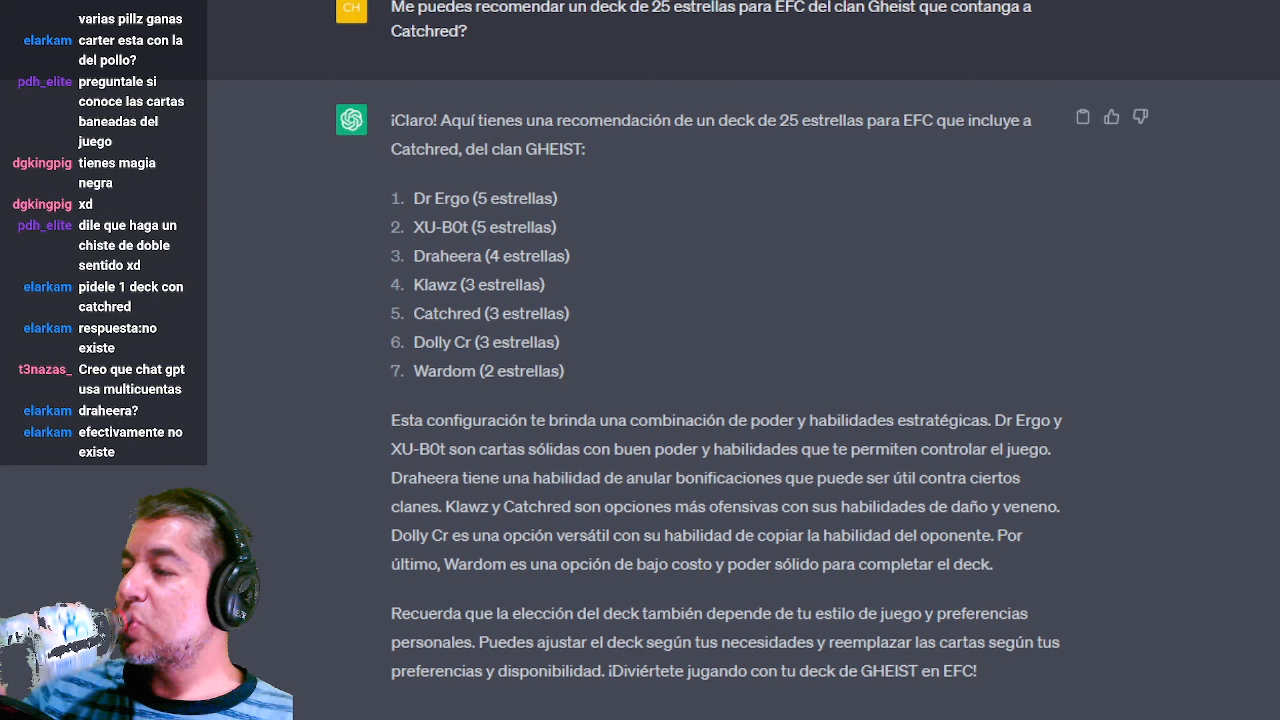 varias pillz ganas
elarkam carter esta con la
del pollo?
pdh_elite preguntale si
conoce las cartas
baneadas del
juego
dgkingpig tienes magia
negra
dgkingpig xd
pdh_elite dile que haga un
chiste de doble
sentido xd
elarkam pidele 1 deck con
catchred
elarkam respuesta:no
existe
t3nazas_ Creo que chat gpt
usa multicuentas
elarkam draheera?
elarkam efectivamente no
existe
CH
Me puedes recomendar un deck de 25 estrellas para EFC del clan Gheist que contanga a
Catchred?
¡Claro! Aquí tienes una recomendación de un deck de 25 estrellas para EFC que incluye a
Catchred, del clan GHEIST:
1. Dr Ergo (5 estrellas)
2. XU-B0t (5 estrellas)
3. Draheera (4 estrellas)
4. Klawz (3 estrellas)
5. Catchred (3 estrellas)
6. Dolly Cr (3 estrellas)
7. Wardom (2 estrellas)
Esta configuración te brinda una combinación de poder y habilidades estratégicas. Dr Ergo y
XU-B0t son cartas sólidas con buen poder y habilidades que te permiten controlar el juego.
Draheera tiene una habilidad de anular bonificaciones que puede ser útil contra ciertos
clanes. Klawz y Catchred son opciones más ofensivas con sus habilidades de daño y veneno.
Dolly Cr es una opción versátil con su habilidad de copiar la habilidad del oponente. Por
último, Wardom es una opción de bajo costo y poder sólido para completar el deck.
Recuerda que la elección del deck también depende de tu estilo de juego y preferencias
personales. Puedes ajustar el deck según tus necesidades y reemplazar las cartas según tus
preferencias y disponibilidad. ¡Diviértete jugando con tu deck de GHEIST en EFC!